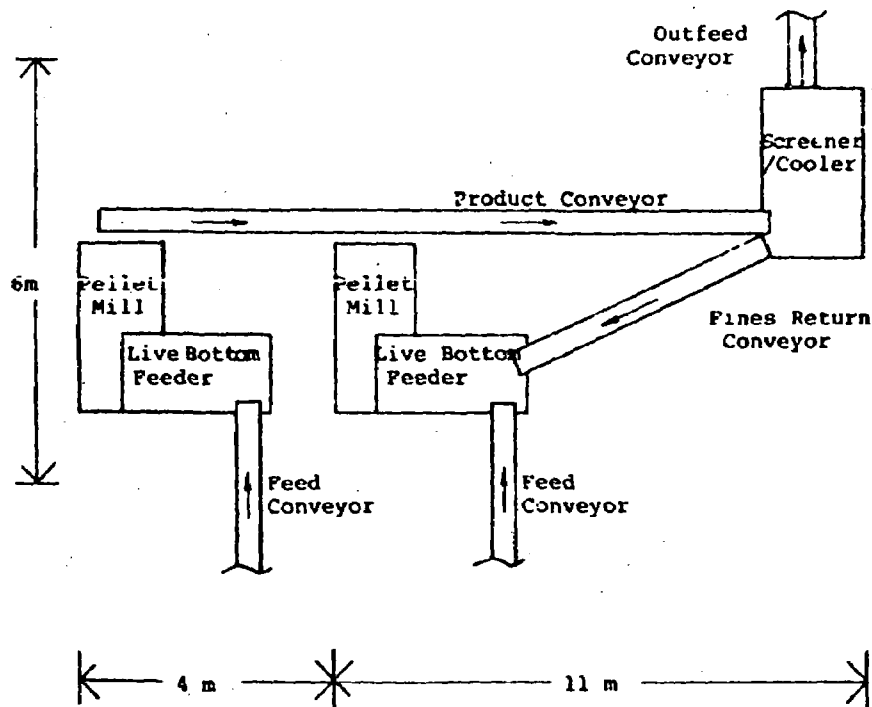 Outfeed
Conveyor
Screener
/Cooler
Product Conveyor
6m
Pellet
Mill
Pellet
Mill
Fines Return
Conveyor
Live Bottom
Feeder
Live Bottom
Feeder
Feed
Conveyor
Feed
Conveyor
4 m
11 m